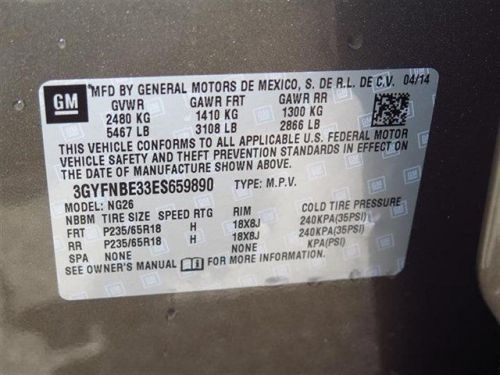 GM
MFD BY GENERAL MOTORS DE MEXICO, S. DE R.L. DE C.V. 04/14
GVWR GAWR FRT GAWR RR
2480 KG 1410 KG 1300 KG
5467 LB 3108 LB 2866 LB
THIS VEHICLE CONFORMS TO ALL APPLICABLE U.S. FEDERAL MOTOR
VEHICLE SAFETY AND THEFT PREVENTION STANDARDS IN EFFECT ON
THE DATE OF MANUFACTURE SHOWN ABOVE.
3GYFNBE33ES659890 TYPE: M.P.V.
MODEL: NG26
NBBM TIRE SIZE SPEED RTG RIM COLD TIRE PRESSURE
FRT P235/65R18 H 18X8J 240KPA(35PSI)
RR P235/65R18 H 18X8J 240KPA(35PSI)
SPA NONE KPA(PSI)
SEE OWNER'S MANUAL